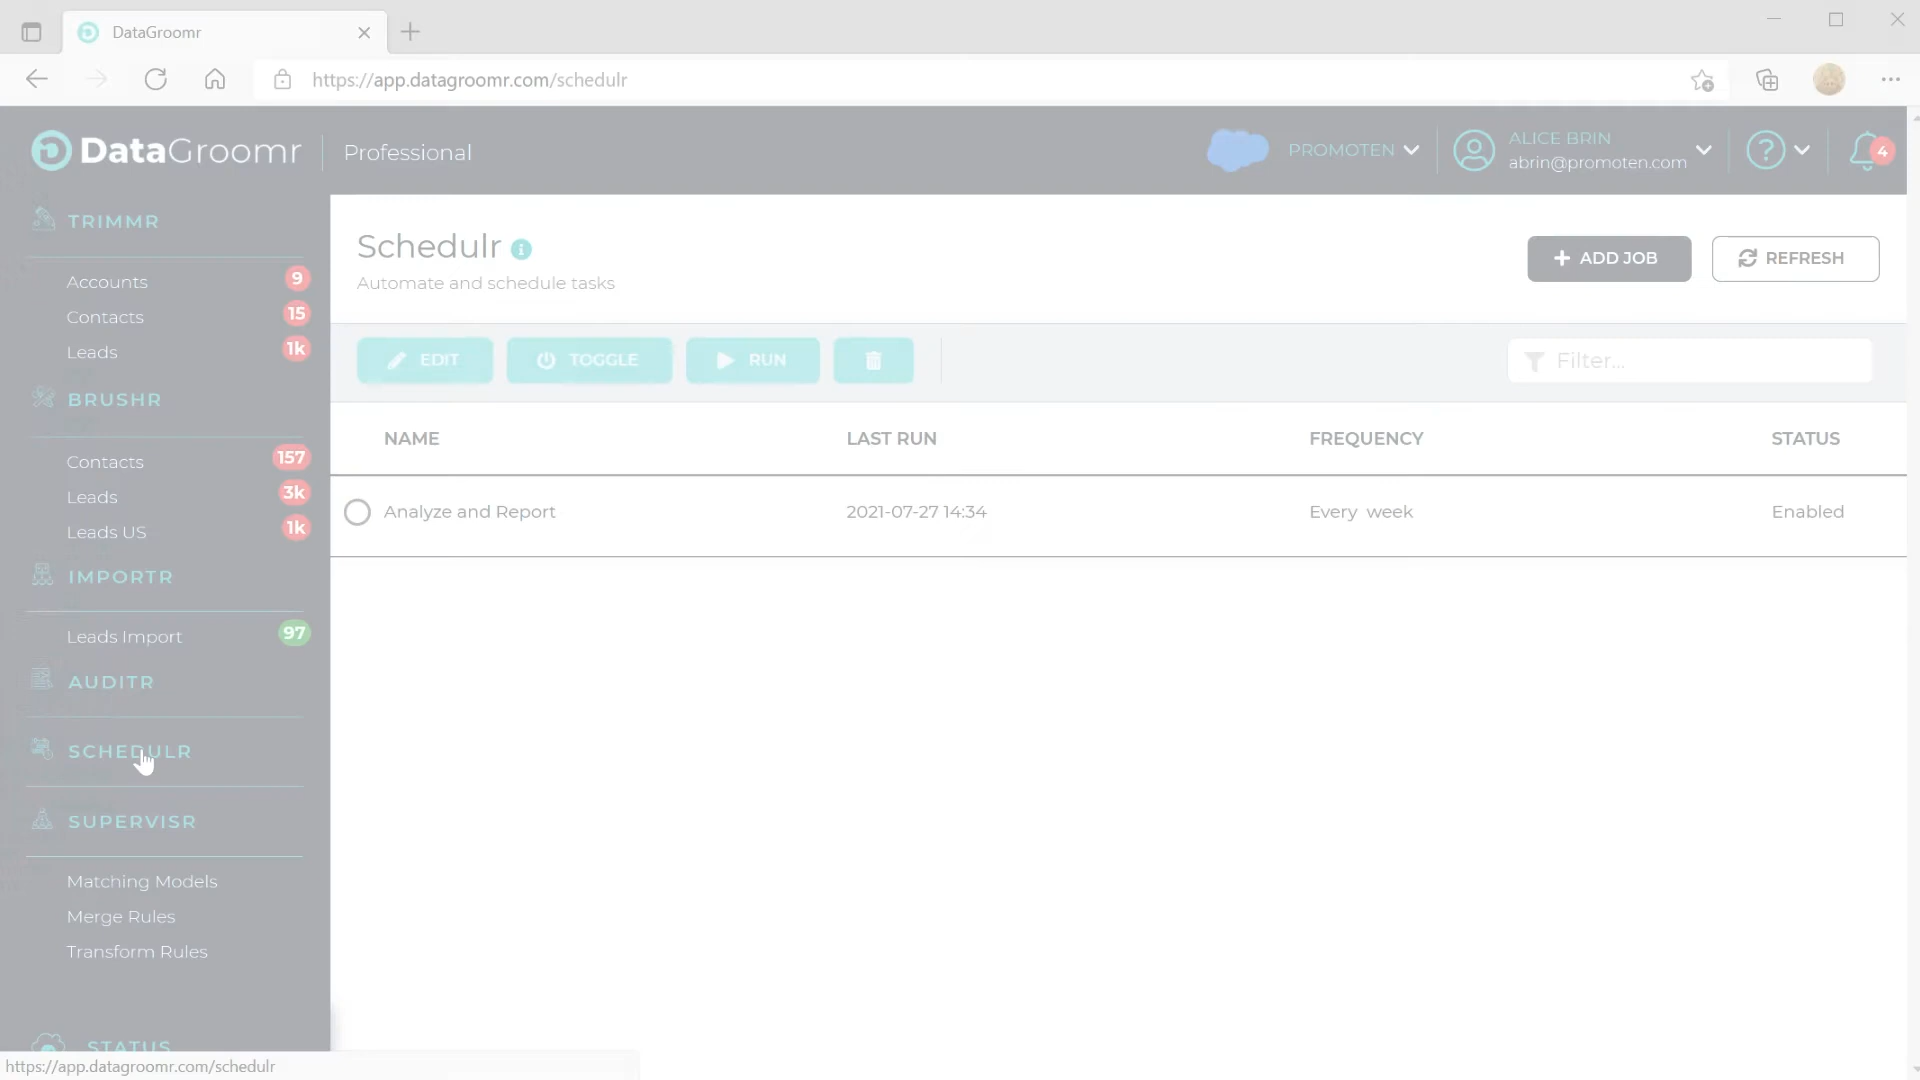 DataGroomr
https://app.datagroomr.com/schedulr
DataGroomr
Professional
PROMOTEN
ALICE BRIN
abrin@promoten.com
?
4
TRIMMR
Accounts 9
Contacts 15
Leads 1k
BRUSHR
Contacts 157
Leads 3k
Leads US 1k
IMPORTR
Leads Import 97
AUDITR
SCHEDULR
SUPERVISR
Matching Models
Merge Rules
Transform Rules
STATUS
https://app.datagroomr.com/schedulr
Schedulr i
Automate and schedule tasks
+ ADD JOB
REFRESH
EDIT
TOGGLE
RUN
Filter...
NAME LAST RUN FREQUENCY STATUS
Analyze and Report 2021-07-27 14:34 Every week Enabled